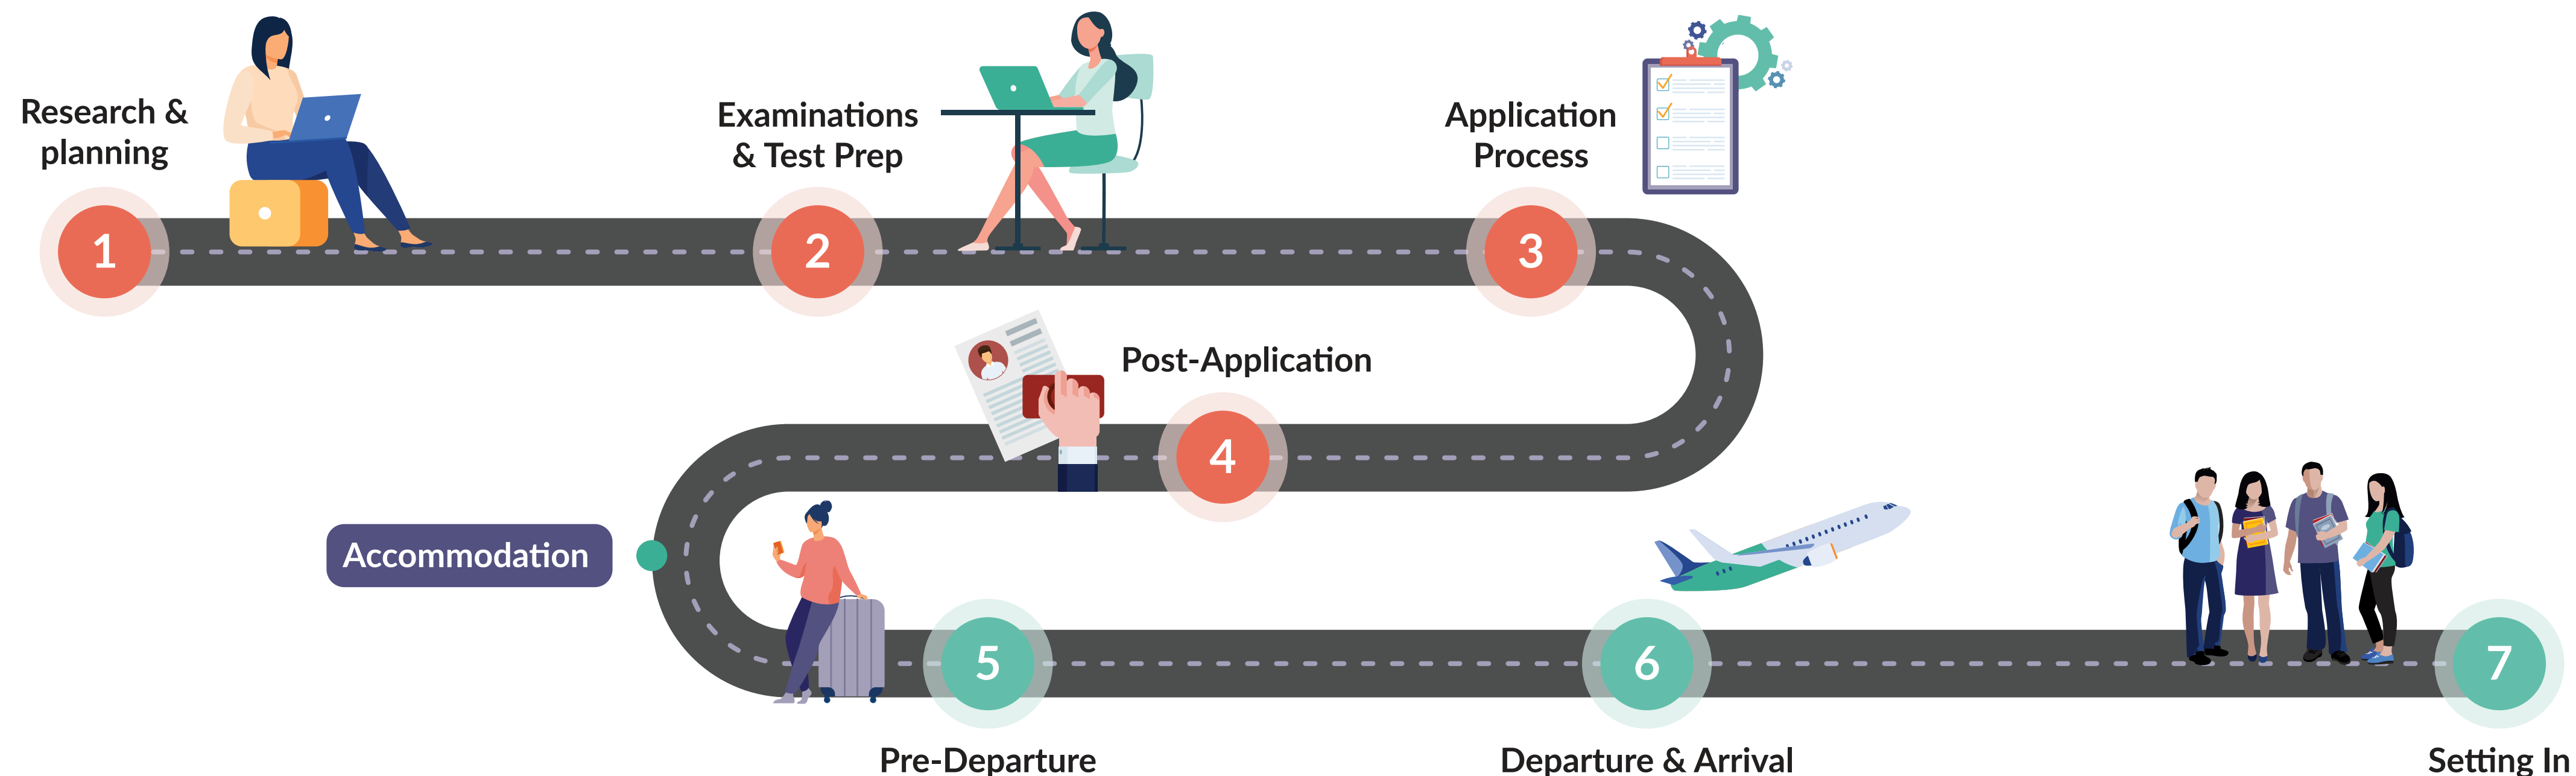 Research &
planning
1
Examinations
& Test Prep
2
Application
Process
3
Post-Application
4
Accommodation
5
Pre-Departure
6
Departure & Arrival
7
Setting In